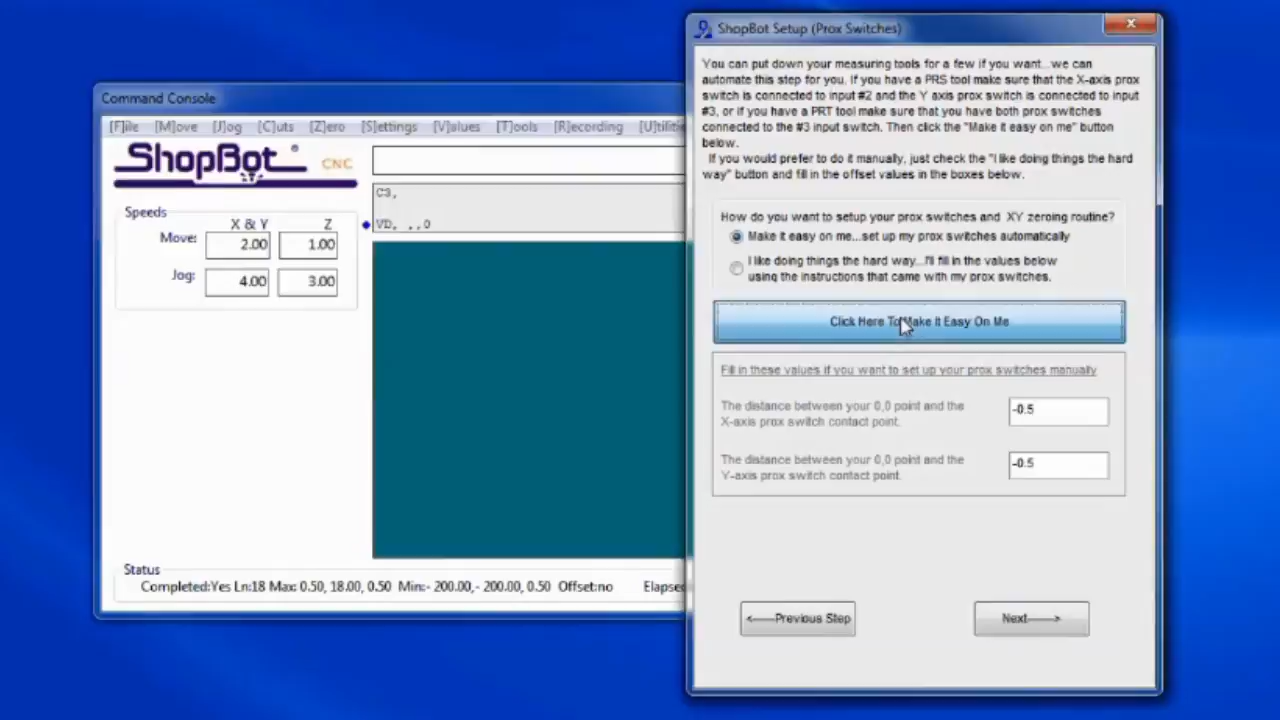 ShopBot Setup (Prox Switches)
You can put down your measuring tools for a few if you want...we can
automate this step for you. If you have a PRS tool make sure that the X-axis prox
switch is connected to input #2 and the Y axis prox switch is connected to input
#3, or if you have a PRT tool make sure that you have both prox switches
connected to the #3 input switch. Then click the "Make it easy on me" button
below.
If you would prefer to do it manually, just check the "I like doing things the hard
way" button and fill in the offset values in the boxes below.
How do you want to setup your prox switches and XY zeroing routine?
Make it easy on me...set up my prox switches automatically
I like doing things the hard way...I'll fill in the values below
using the instructions that came with my prox switches.
Click Here To Make It Easy On Me
Fill in these values if you want to set up your prox switches manually
The distance between your 0,0 point and the
X-axis prox switch contact point.
-0.5
The distance between your 0,0 point and the
Y-axis prox switch contact point.
-0.5
<----Previous Step
Next---->
Command Console
[F]ile [M]ove [J]og [C]uts [Z]ero [S]ettings [V]alues [T]ools [R]ecording [U]tilitie
ShopBot® CNC
C3,
VD, ,,0
Speeds
X & Y Z
Move: 2.00 1.00
Jog: 4.00 3.00
Status
Completed:Yes Ln:18 Max: 0.50, 18.00, 0.50 Min:- 200.00,- 200.00, 0.50 Offset:no Elapsed